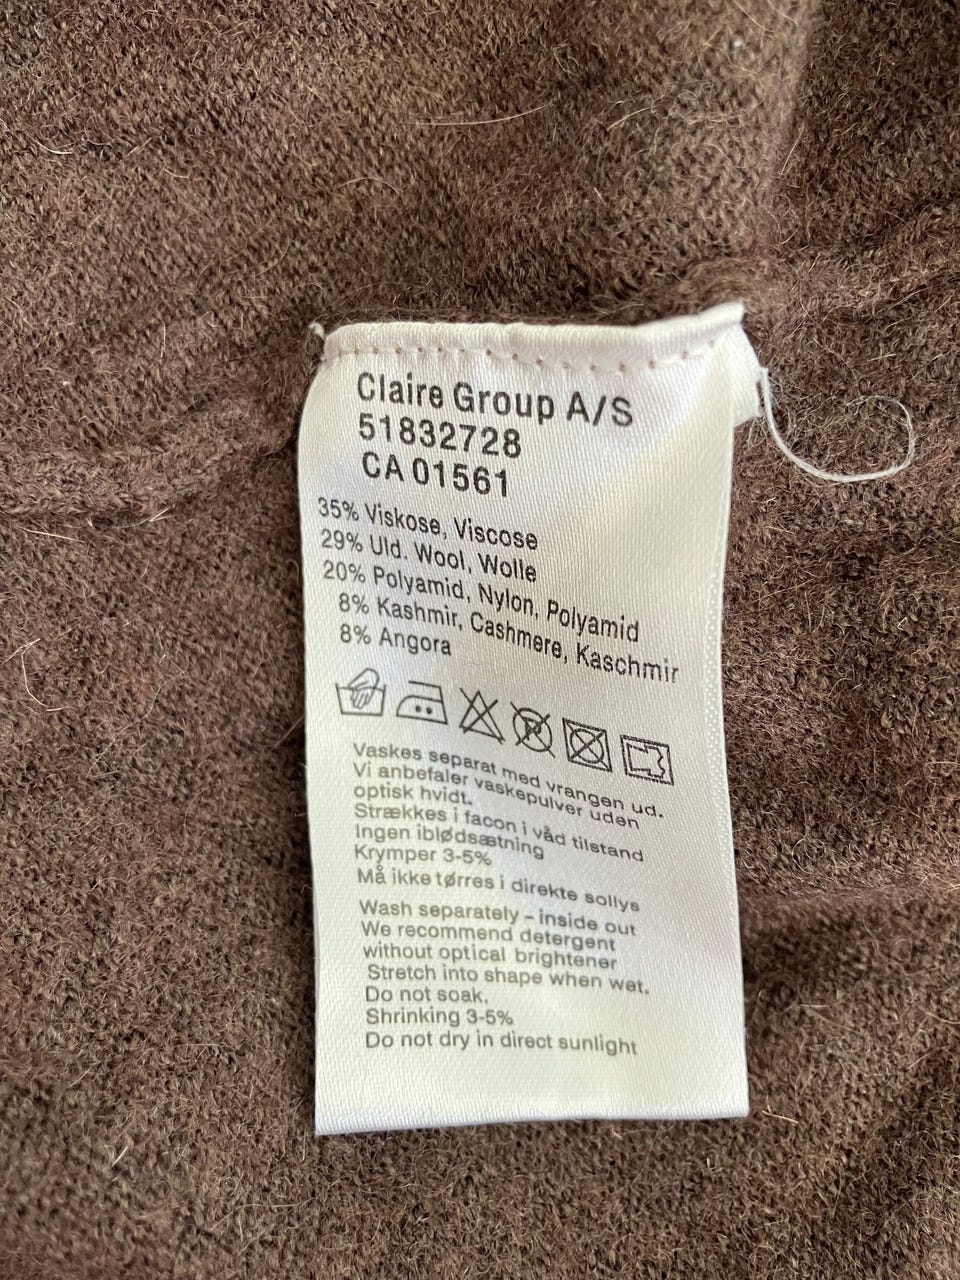 Claire Group A/S
51832728
CA 01561
35% Viskose, Viscose
29% Uld. Wool, Wolle
20% Polyamid, Nylon, Polyamid
8% Kashmir, Cashmere, Kaschmir
8% Angora
P
Vaskes separat med vrangen ud.
Vi anbefaler vaskepulver uden
optisk hvidt.
Strækkes i facon i våd tilstand
Ingen iblødsætning
Krymper 3-5%
Må ikke tørres i direkte sollys
Wash separately - inside out
We recommend detergent
without optical brightener
Stretch into shape when wet.
Do not soak.
Shrinking 3-5%
Do not dry in direct sunlight